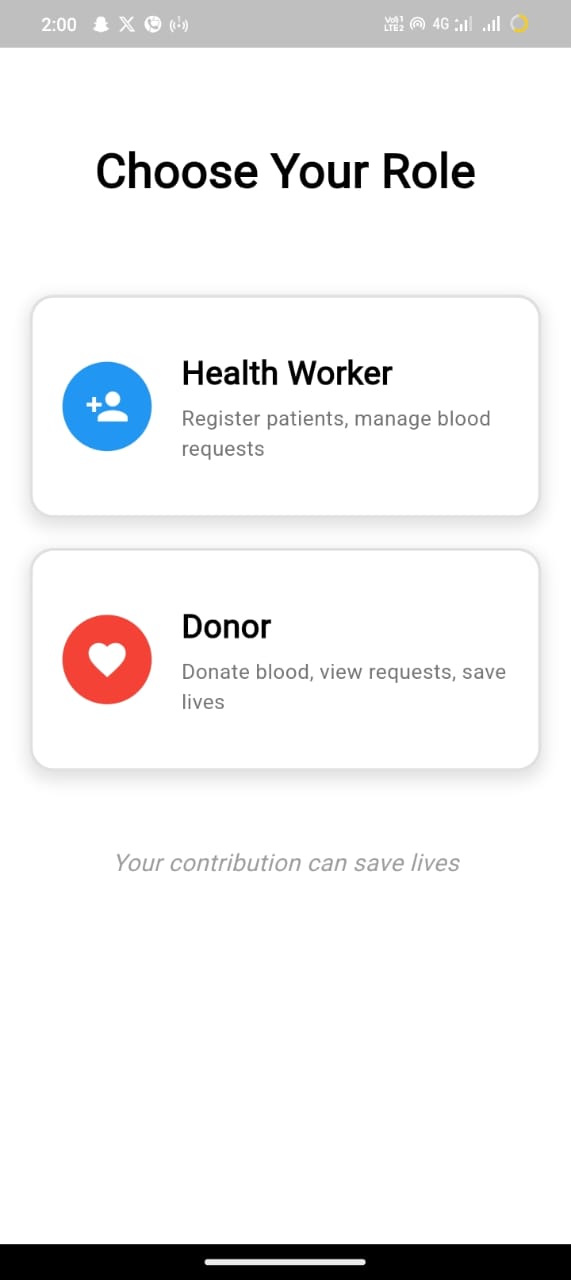 2:00
Vo) 1
LTE2
4G
Choose Your Role
Health Worker
Register patients, manage blood
requests
Donor
Donate blood, view requests, save
lives
Your contribution can save lives